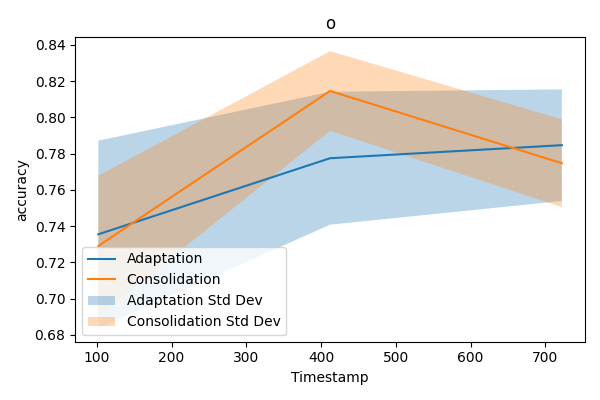 o
accuracy
0.84
0.82
0.80
0.78
0.76
0.74
0.72
0.70
0.68
Adaptation
Consolidation
Adaptation Std Dev
Consolidation Std Dev
100 200 300 400 500 600 700
Timestamp